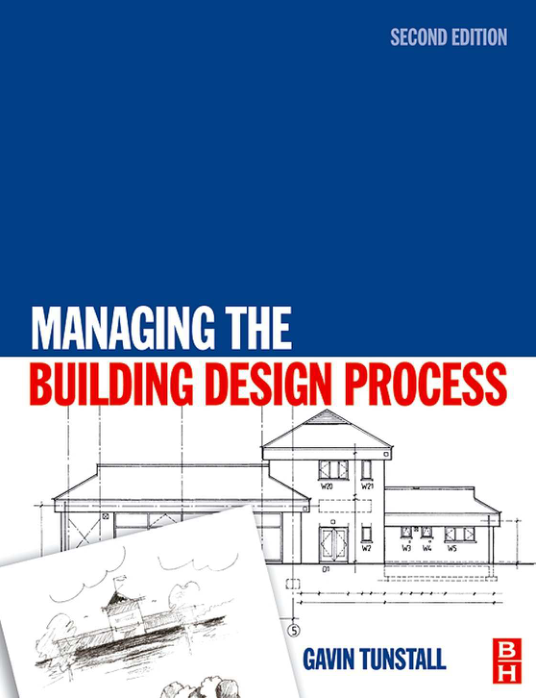 SECOND EDITION
MANAGING THE
BUILDING DESIGN PROCESS
W20 W21
W2 W3 W4 W5
D1
5
GAVIN TUNSTALL
B
H